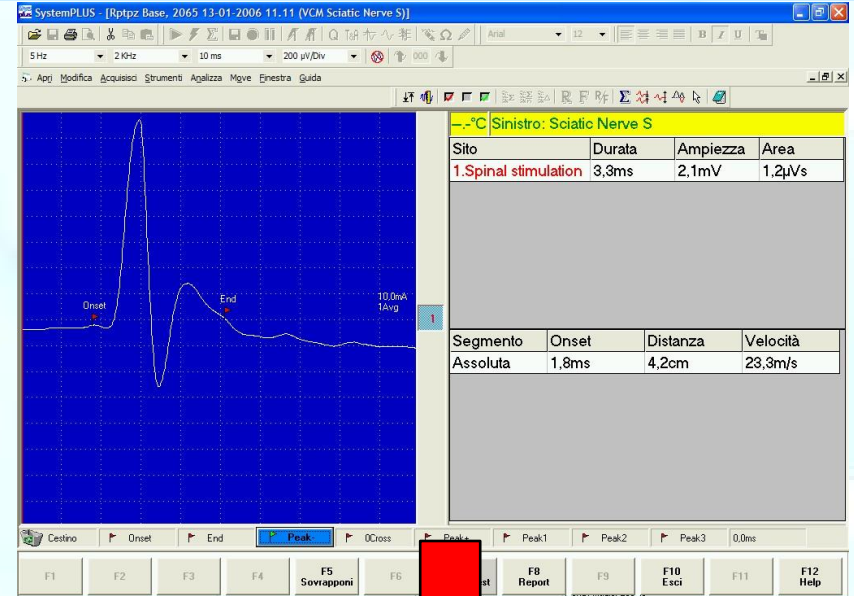 SystemPLUS - [Rptpz Base, 2065 13-01-2006 11.11 (VCM Sciatic Nerve S)]
Arial 12 B I U
5 Hz 2 KHz 10 ms 200 µV/Div 000
Apri Modifica Acquisisci Strumenti Analizza Move Finestra Guida
--.-°C Sinistro: Sciatic Nerve S
Sito Durata Ampiezza Area
1.Spinal stimulation 3,3ms 2,1mV 1,2µVs
Onset
End
10,0mA
1Avg
1
Segmento Onset Distanza Velocità
Assoluta 1,8ms 4,2cm 23,3m/s
Cestino Onset End Peak- 0Cross Peak+ Peak1 Peak2 Peak3 0,0ms
F1 F2 F3 F4 F5 Sovrapponi F6 F8 Report F9 F10 Esci F11 F12 Help